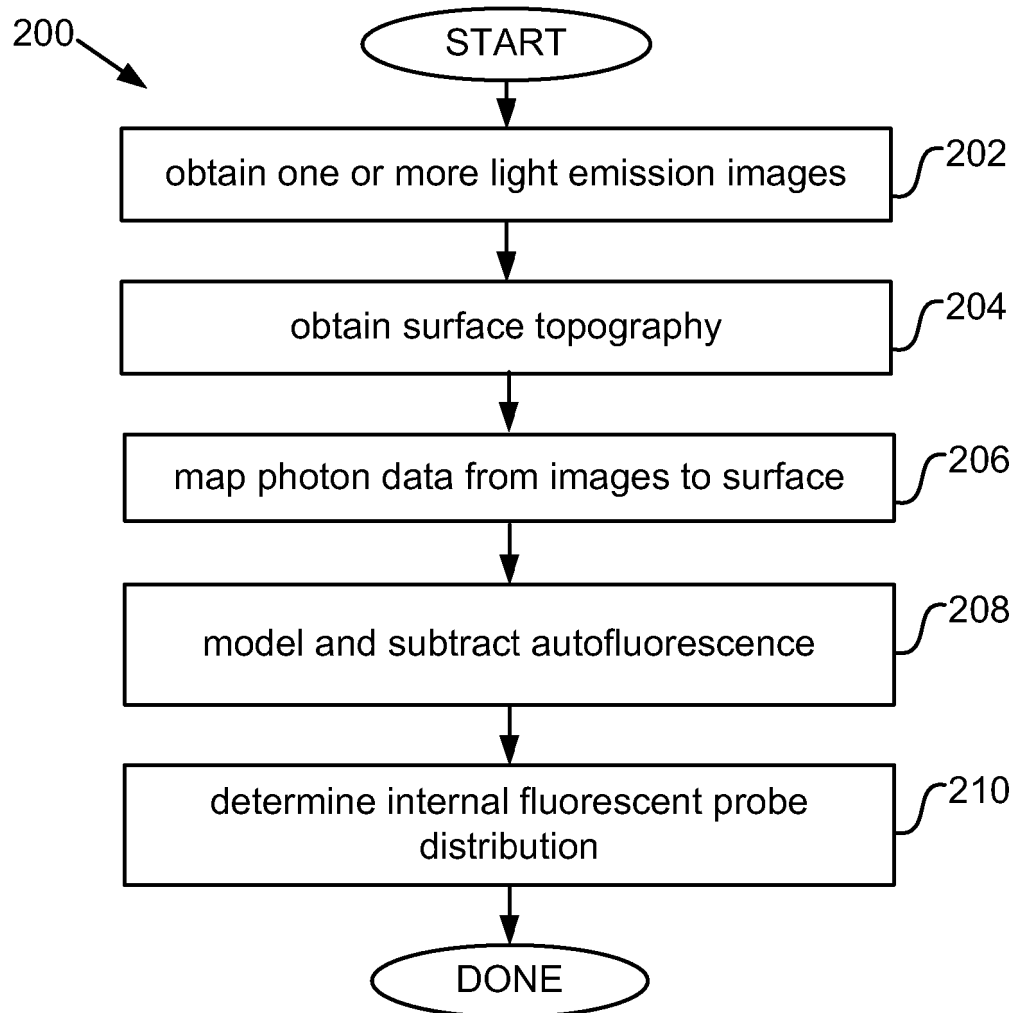 200
START
obtain one or more light emission images
202
obtain surface topography
204
map photon data from images to surface
206
model and subtract autofluorescence
208
determine internal fluorescent probe
distribution
210
DONE